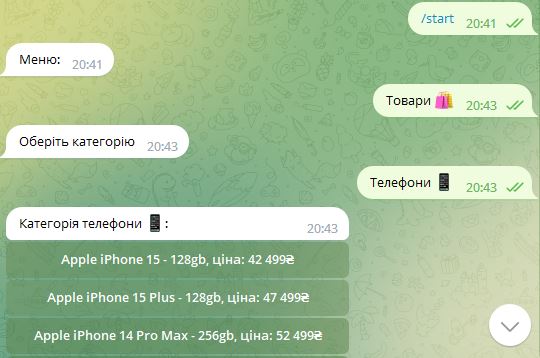 /start 20:41
Меню: 20:41
Товари 🛍 20:43
Оберіть категорію 20:43
Телефони 📱 20:43
Категорія телефони 📱: 20:43
Apple iPhone 15 - 128gb, ціна: 42 499₴
Apple iPhone 15 Plus - 128gb, ціна: 47 499₴
Apple iPhone 14 Pro Max - 256gb, ціна: 52 499₴